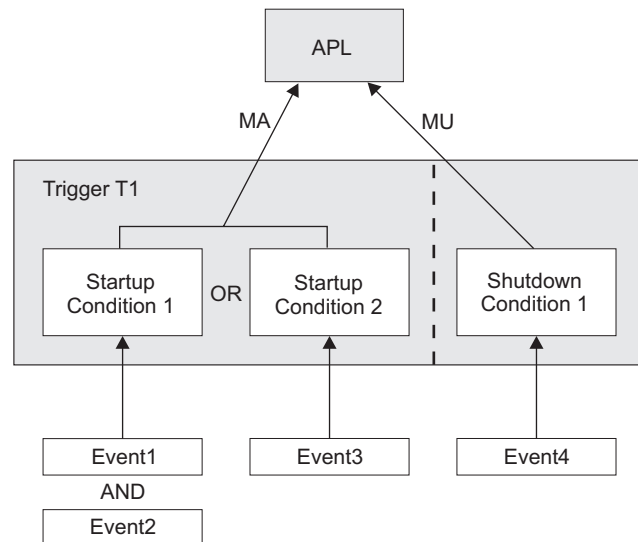 APL
MA
MU
Trigger T1
Startup
Condition 1
OR
Startup
Condition 2
Shutdown
Condition 1
Event1
Event3
Event4
AND
Event2